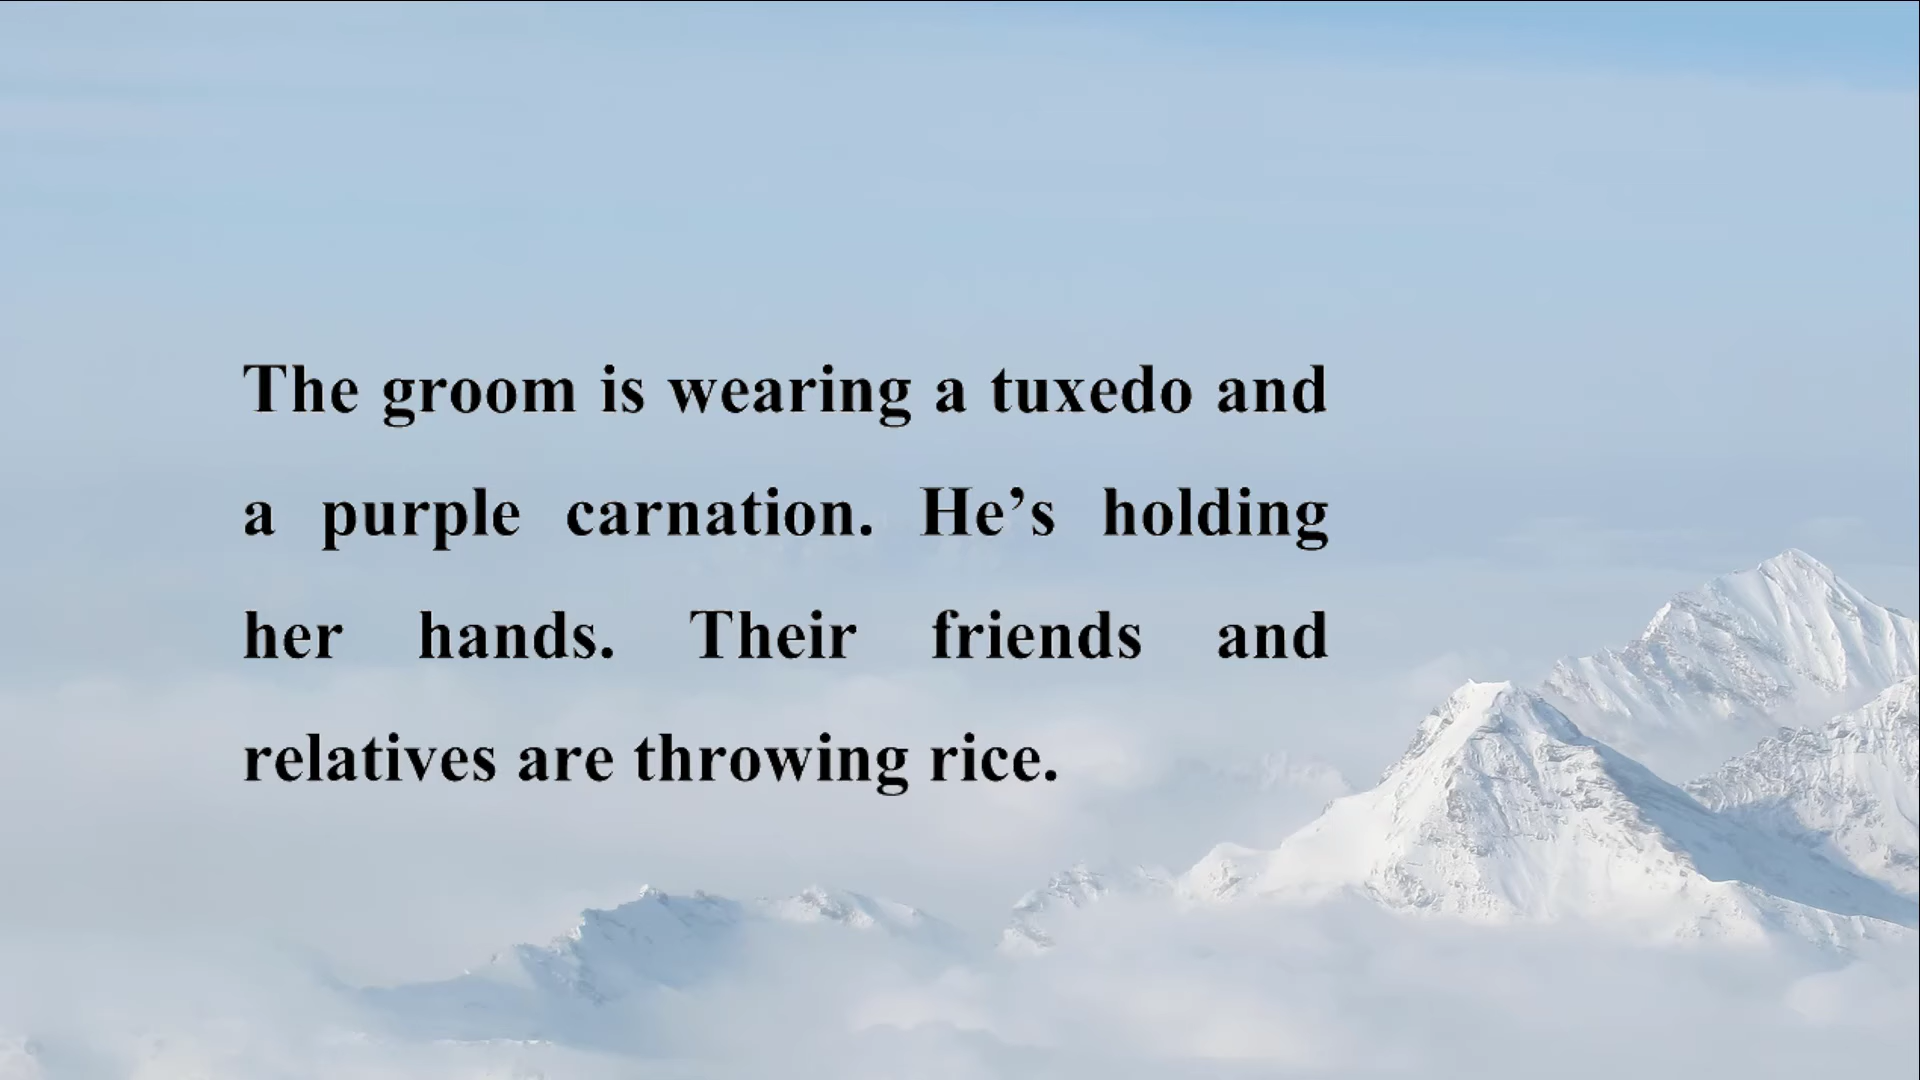 The groom is wearing a tuxedo and
a purple carnation. He’s holding
her hands. Their friends and
relatives are throwing rice.